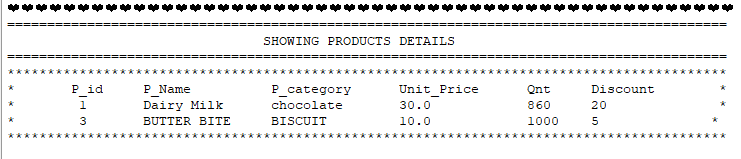 ❤❤❤❤❤❤❤❤❤❤❤❤❤❤❤❤❤❤❤❤❤❤❤❤❤❤❤❤❤❤❤❤❤❤❤❤❤❤❤❤❤❤❤❤❤❤❤❤❤❤❤❤
==========================================================================================
SHOWING PRODUCTS DETAILS
==========================================================================================
******************************************************************************************
* P_id P_Name P_category Unit_Price Qnt Discount *
* 1 Dairy Milk chocolate 30.0 860 20 *
* 3 BUTTER BITE BISCUIT 10.0 1000 5 *
******************************************************************************************